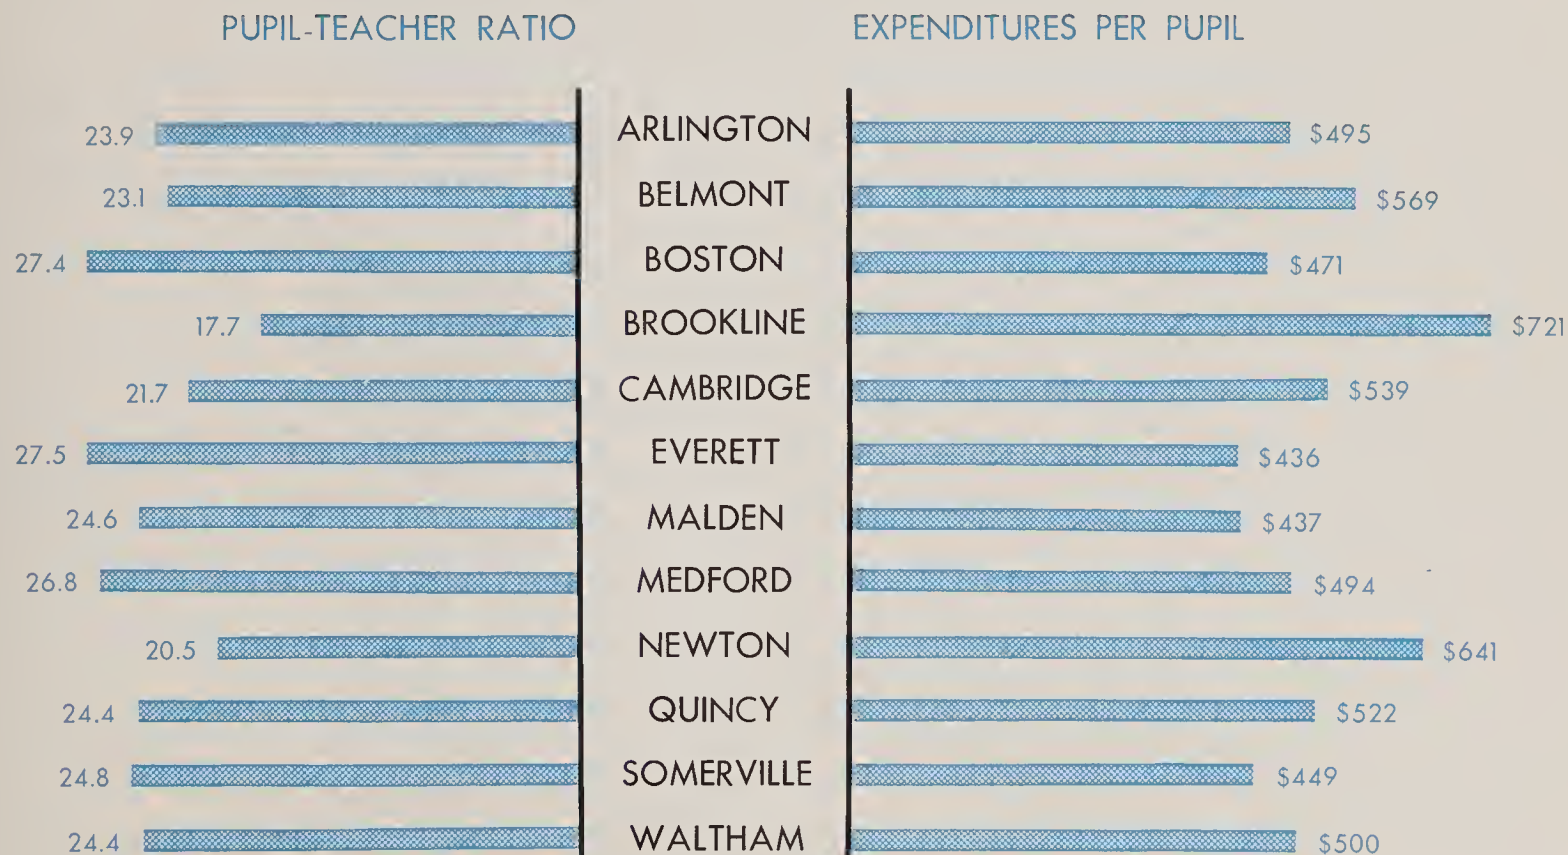 PUPIL-TEACHER RATIO EXPENDITURES PER PUPIL
23.9 ARLINGTON $495
23.1 BELMONT $569
27.4 BOSTON $471
17.7 BROOKLINE $721
21.7 CAMBRIDGE $539
27.5 EVERETT $436
24.6 MALDEN $437
26.8 MEDFORD $494
20.5 NEWTON $641
24.4 QUINCY $522
24.8 SOMERVILLE $449
24.4 WALTHAM $500